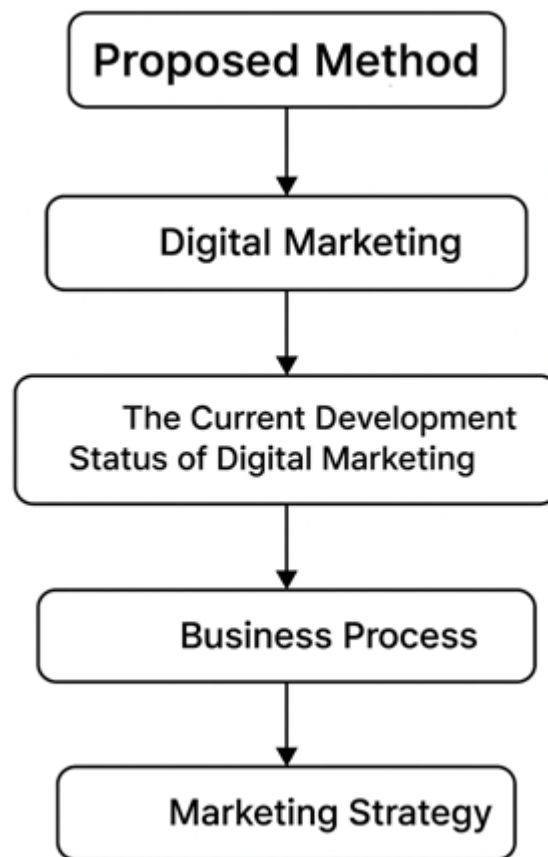 Proposed Method
Digital Marketing
The Current Development
Status of Digital Marketing
Business Process
Marketing Strategy